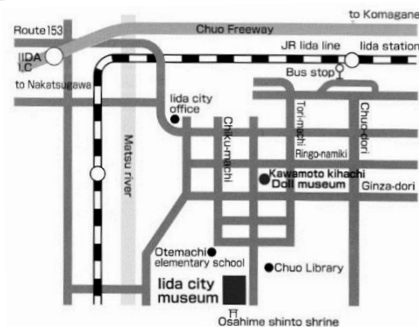 to Komagane
Route153
Chuo Freeway
IIDA
I.C
JR Iida line
Iida station
Bus stop
to Nakatsugawa
Iida city
office
Matsu river
Chiku-machi
Tori-machi
Chuo-dori
Ringo-namiki
Kawamoto kihachi
Doll museum
Ginza-dori
Otemachi
elementary school
Chuo Library
Iida city
museum
Osahime shinto shrine